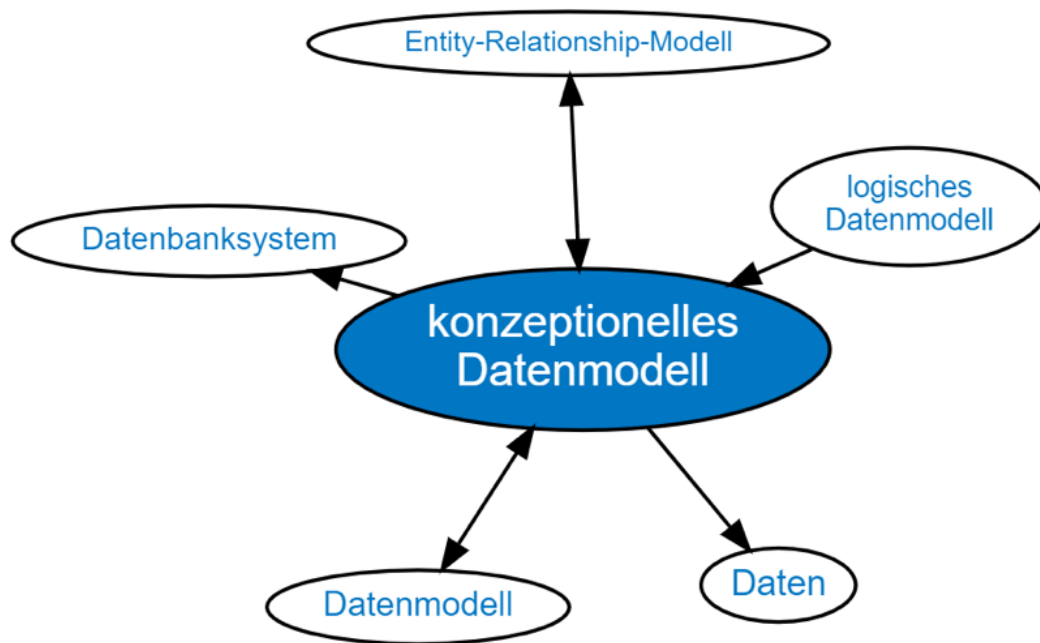 Entity-Relationship-Modell
logisches
Datenmodell
Datenbanksystem
konzeptionelles
Datenmodell
Datenmodell
Daten